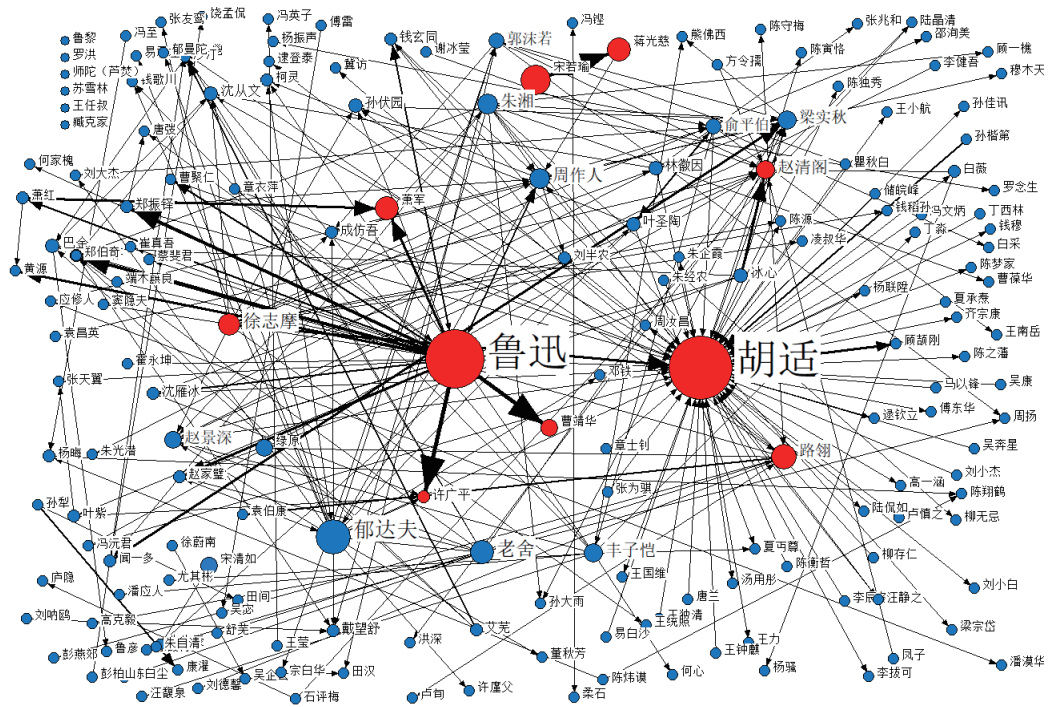 鲁黎
罗洪
师陀（芦焚）
苏雪林
王任叔
臧克家
张友鸾
饶孟侃
冯至
郁曼陀
钱歌川
沈从文
唐弢
冯英子
傅雷
杨振声
逯登泰
柯灵
冀访
钱玄同
谢冰莹
郭沫若
宋若瑜
蒋光慈
冯铿
孙伏园
朱湘
熊佛西
方令孺
陈守梅
陈寅恪
陈独秀
张兆和
陆晶清
邵洵美
李健吾
顾一樵
穆木天
俞平伯
梁实秋
王小航
孙佳讯
孙楷第
何家槐
刘大杰
曹聚仁
章衣萍
萧红
郑振铎
萧军
成仿吾
周作人
林徽因
赵清阁
瞿秋白
白薇
罗念生
储皖峰
钱稻孙
冯文炳
丁西林
钱穆
丁淼
白采
叶圣陶
陈源
凌叔华
巴金
崔真吾
郑伯奇
黄源
端木蕻良
应修人
刘半农
朱企霞
朱经农
冰心
陈梦家
曹葆华
杨联陞
夏承焘
齐宗康
王南岳
袁昌英
徐志摩
周汝昌
鲁迅
胡适
顾颉刚
陈之藩
霍永坤
张天翼
沈雁冰
邓铁
马以锋
吴康
曹靖华
逯钦立
傅东华
周扬
赵景深
绿原
章士钊
吴奔星
杨晦
朱光潜
赵家璧
路翎
刘小杰
许广平
张为骐
高一涵
陈翔鹤
孙犁
叶紫
袁伯康
郁达夫
陆侃如
卢慎之
柳无忌
冯沅君
闻一多
徐蔚南
宋清如
老舍
丰子恺
夏丏尊
陈衡哲
柳存仁
庐隐
尤其彬
潘应人
田间
王国维
汤用彤
刘小白
刘呐鸥
高克毅
吴宓
孙大雨
唐兰
汪静之
舒芜
戴望舒
艾芜
王统照
易白沙
梁宗岱
彭燕郊
鲁彦
朱自清
王莹
洪深
王钟麒
王力
凤子
潘漠华
彭柏山
康濯
宗白华
田汉
董秋芳
何心
杨骚
李拔可
汪馥泉
刘德馨
石评梅
卢甸
许廑父
陈炜谟
柔石